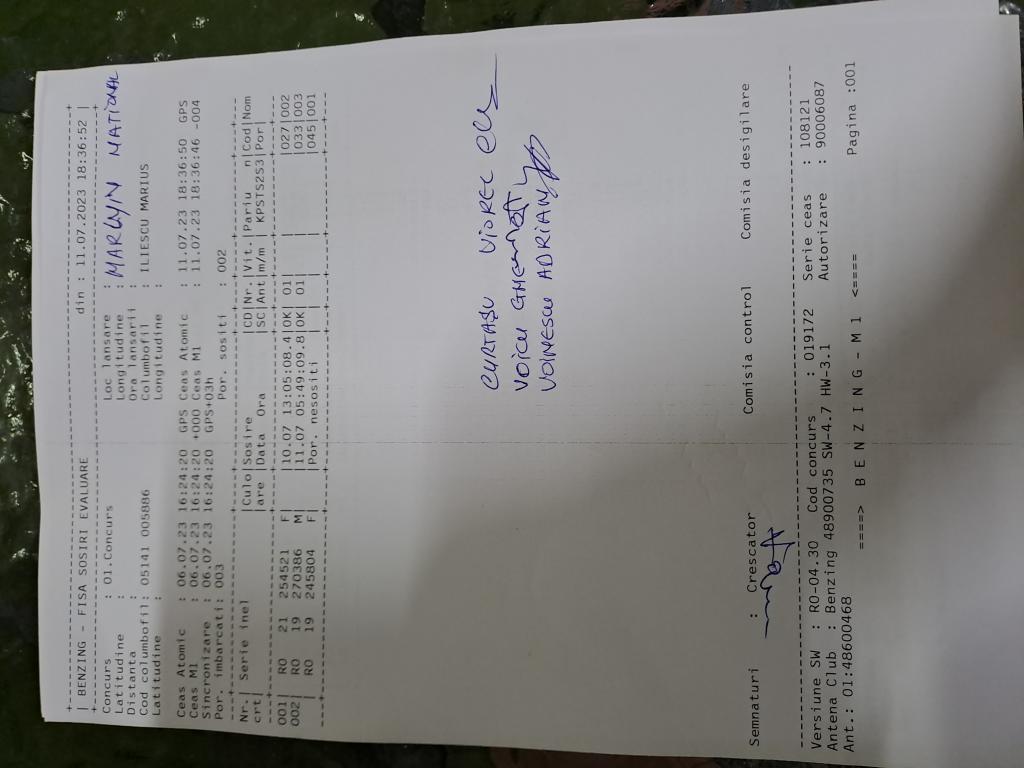 +-----------------------------------------------------------+
| BENZING - FISA SOSIRI EVALUARE din : 11.07.2023 18:36:52 |
+-----------------------------------------------------------+
Concurs : 01.Concurs Loc lansare : MARLYN NATIONAL
Latitudine : Longitudine :
Distanta : Ora lansarii :
Cod columbofil: 05141 005886 Columbofil : ILIESCU MARIUS
Latitudine : Longitudine :
Ceas Atomic : 06.07.23 16:24:20 GPS Ceas Atomic : 11.07.23 18:36:50 GPS
Ceas M1 : 06.07.23 16:24:20 +000 Ceas M1 : 11.07.23 18:36:46 -004
Sincronizare : 06.07.23 16:24:20 GPS+03h
Por. imbarcati: 003 Por. sositi : 002
Nr.| Serie inel |Culo|Sosire |CD|Nr.|Vit.|Pariu n|Cod|Nom
crt| |are |Data Ora |SC|Ant|m/m | KPSTS2S3|Por|
001| RO 21 254521 F| |10.07 13:05:08.4|OK| 01| | |027|002
002| RO 19 270386 M| |11.07 05:49:09.8|OK| 01| | |033|003
| RO 19 245804 F| |Por. nesositi | | | | |045|001
CURTASU VIOREL
VOICU GHEORGHE
VOINESCU ADRIAN
Semnaturi : Crescator Comisia control Comisia desigilare
Versiune SW : RO-04.30 Cod concurs : 019172 Serie ceas : 108121
Antena Club : Benzing 48900735 SW-4.7 HW-3.1 Autorizare : 90006087
Ant.: 01:48600468
====> B E N Z I N G - M 1 <==== Pagina :001